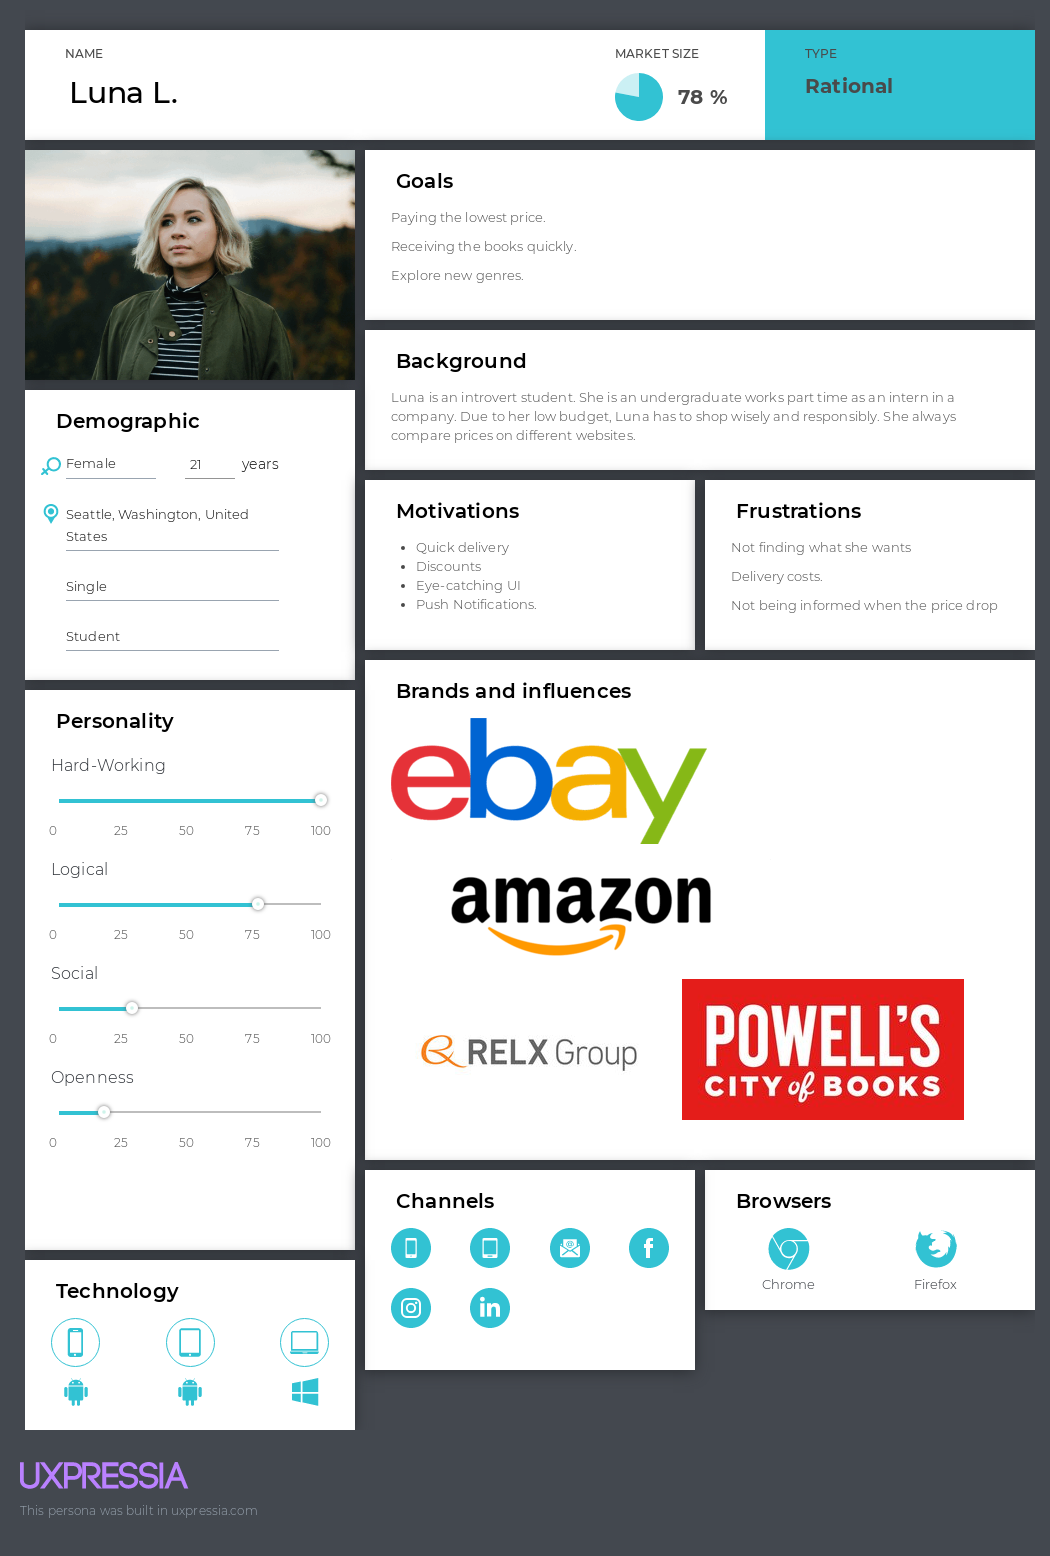 NAME
Luna L.
MARKET SIZE
78 %
TYPE
Rational
Demographic
Female
21 years
Seattle, Washington, United
States
Single
Student
Personality
Hard-Working
0 25 50 75 100
Logical
0 25 50 75 100
Social
0 25 50 75 100
Openness
0 25 50 75 100
Technology
Goals
Paying the lowest price.
Receiving the books quickly.
Explore new genres.
Background
Luna is an introvert student. She is an undergraduate works part time as an intern in a
company. Due to her low budget, Luna has to shop wisely and responsibly. She always
compare prices on different websites.
Motivations
Quick delivery
Discounts
Eye-catching UI
Push Notifications.
Frustrations
Not finding what she wants
Delivery costs.
Not being informed when the price drop
Brands and influences
ebay
amazon
RELX Group
POWELL'S
CITY of BOOKS
Channels
Browsers
Chrome
Firefox
UXPRESSIA
This persona was built in uxpressia.com